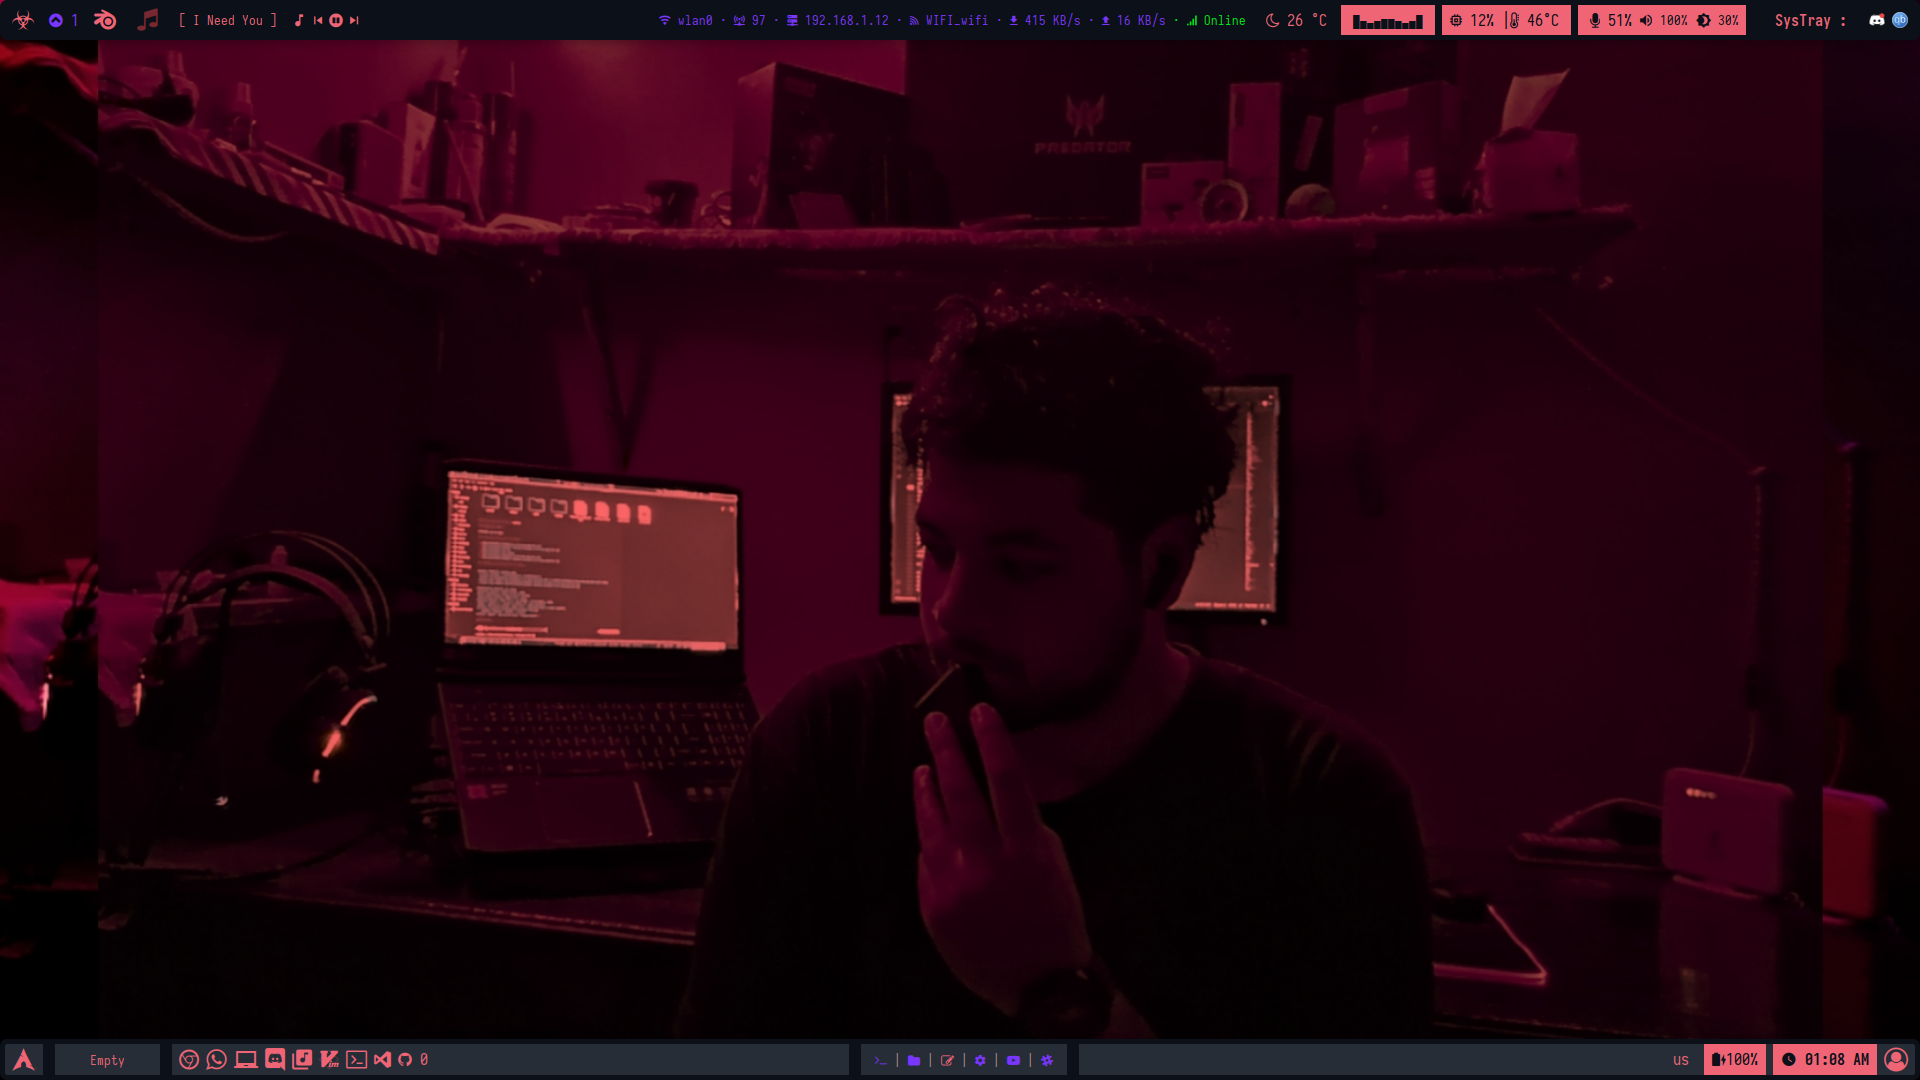 1 [ I Need You ] wlan0 · 97 · 192.168.1.12 · WIFI_wifi · 415 KB/s · 16 KB/s · Online 26 °C 12% | 46°C 51% 100% 30% SysTray :
PREDATOR
Empty 0 >_ | | | | | us 100% 01:08 AM